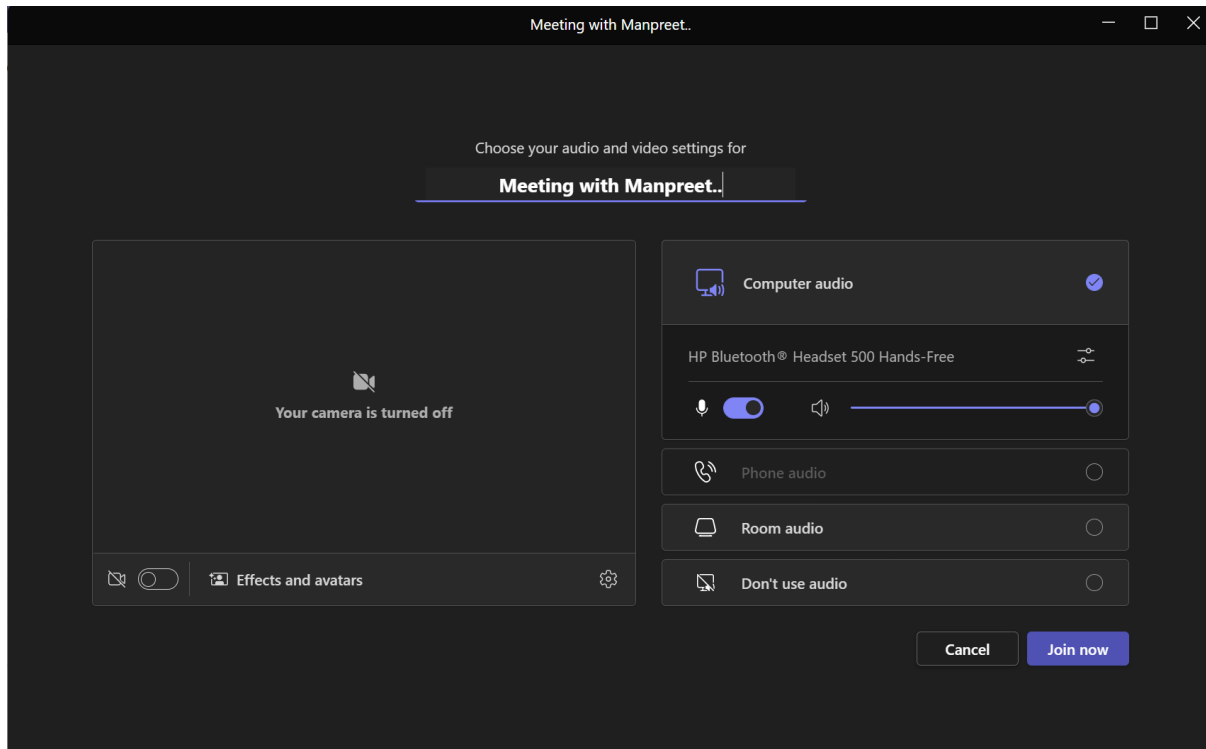 Meeting with Manpreet..
Choose your audio and video settings for
Meeting with Manpreet..
Your camera is turned off
Effects and avatars
Computer audio
HP Bluetooth® Headset 500 Hands-Free
Phone audio
Room audio
Don't use audio
Cancel
Join now